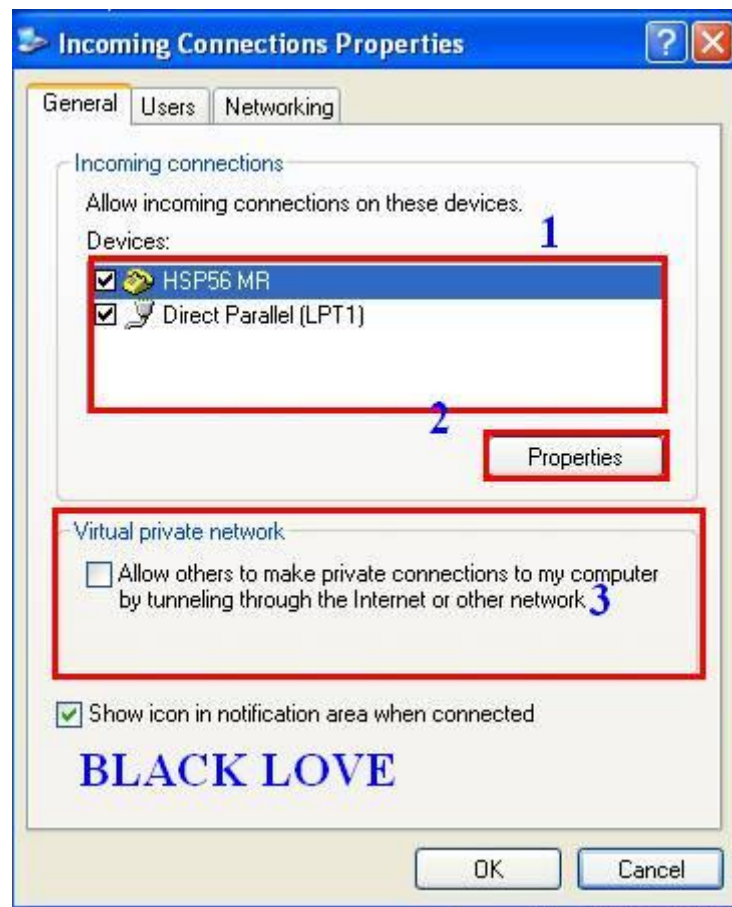 Incoming Connections Properties
General Users Networking
Incoming connections
Allow incoming connections on these devices.
Devices:
1
HSP56 MR
Direct Parallel (LPT1)
2
Properties
Virtual private network
Allow others to make private connections to my computer
by tunneling through the Internet or other network
3
Show icon in notification area when connected
BLACK LOVE
OK Cancel